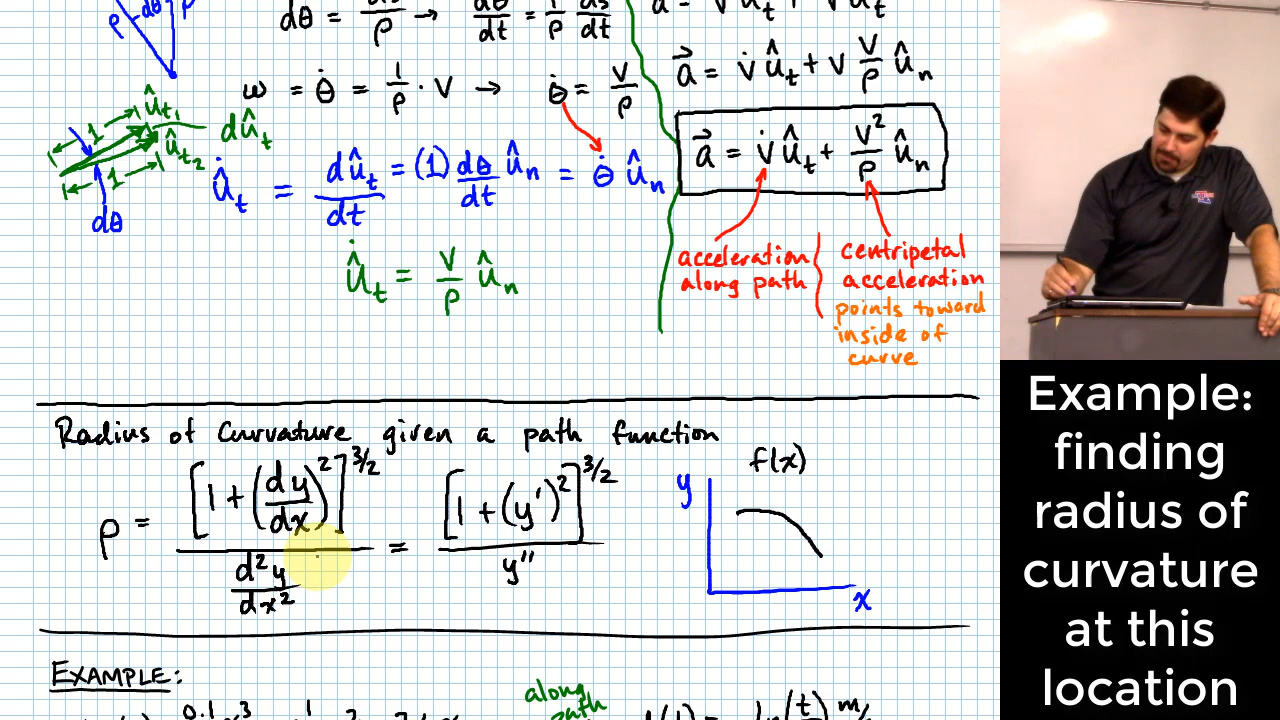 ρ dθ ρ
dθ = ds/ρ → dθ/dt = 1/ρ ds/dt
ω = θ̇ = 1/ρ · V → θ̇ = V/ρ
1 û_t1 dû_t
û_t2
1
dθ
û̇_t = dû_t/dt = (1) dθ/dt û_n = θ̇ û_n
û̇_t = V/ρ û_n
a⃗ = V̇ û_t + V V/ρ û_n
a⃗ = V̇ û_t + V²/ρ û_n
acceleration
along path
centripetal
acceleration
points toward
inside of
curve
Radius of Curvature given a path function
ρ = [1 + (dy/dx)²]^3/2 / d²y/dx² = [1 + (y')²]^3/2 / y''
f(x)
y
x
EXAMPLE:
along
path
Example:
finding
radius of
curvature
at this
location